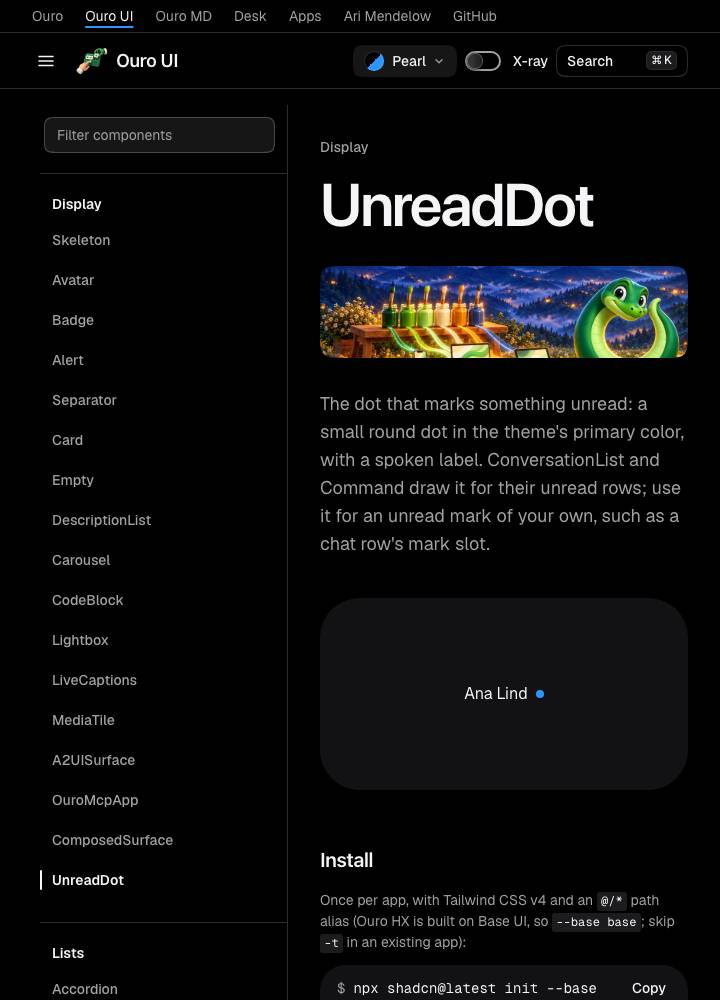 Ouro
Ouro UI
Ouro MD
Desk
Apps
Ari Mendelow
GitHub
Ouro UI
Pearl
X-ray
Search
⌘ K
Filter components
Display
Skeleton
Avatar
Badge
Alert
Separator
Card
Empty
DescriptionList
Carousel
CodeBlock
Lightbox
LiveCaptions
MediaTile
A2UISurface
OuroMcpApp
ComposedSurface
UnreadDot
Lists
Accordion
Display
UnreadDot
The dot that marks something unread: a
small round dot in the theme's primary color,
with a spoken label. ConversationList and
Command draw it for their unread rows; use
it for an unread mark of your own, such as a
chat row's mark slot.
Ana Lind
Install
Once per app, with Tailwind CSS v4 and an @/* path
alias (Ouro HX is built on Base UI, so --base base; skip
-t in an existing app):
$ npx shadcn@latest init --base
Copy